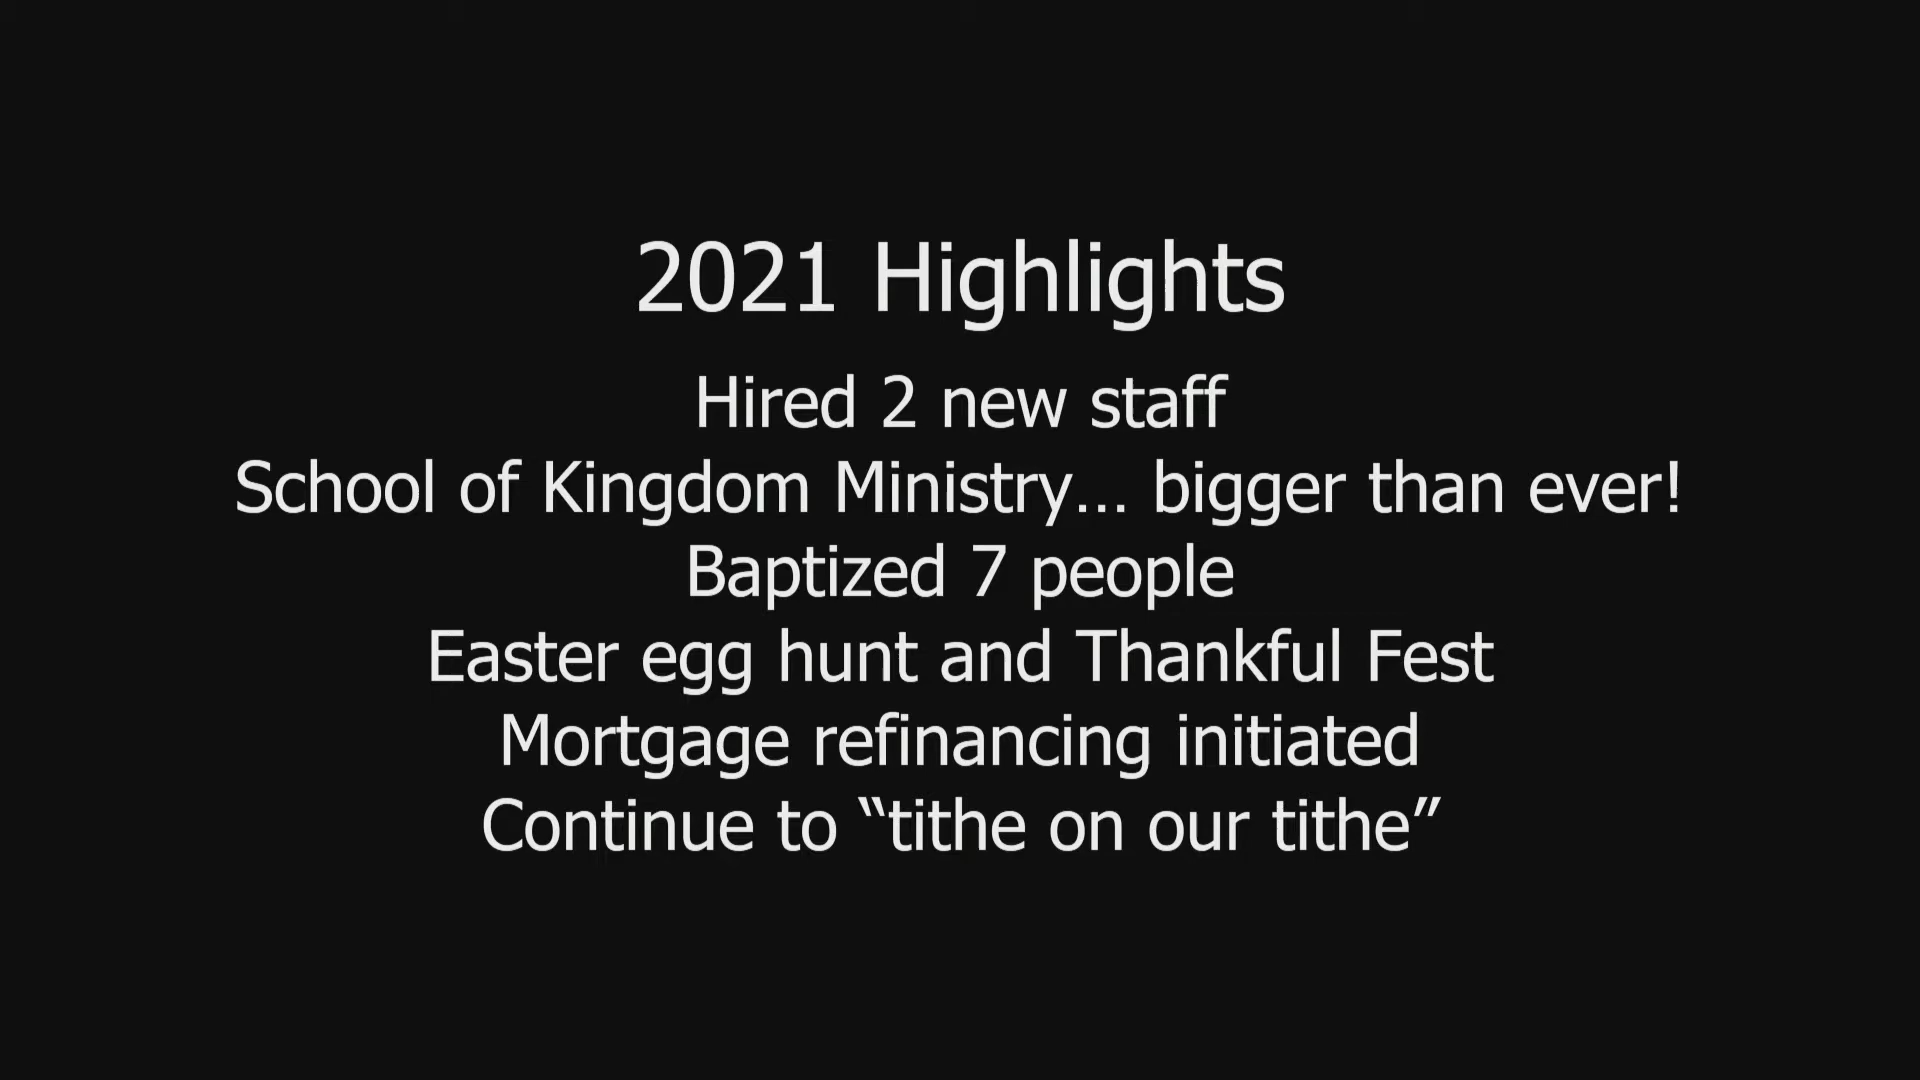 2021 Highlights
Hired 2 new staff
School of Kingdom Ministry... bigger than ever!
Baptized 7 people
Easter egg hunt and Thankful Fest
Mortgage refinancing initiated
Continue to “tithe on our tithe”